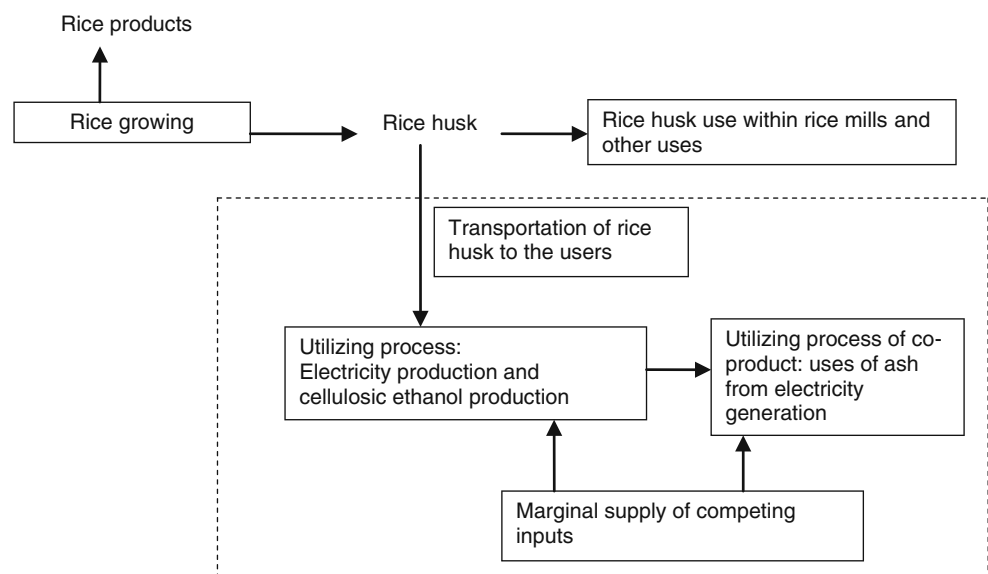 Rice products
Rice growing
Rice husk
Rice husk use within rice mills and
other uses
Transportation of rice
husk to the users
Utilizing process:
Electricity production and
cellulosic ethanol production
Utilizing process of co-
product: uses of ash
from electricity
generation
Marginal supply of competing
inputs